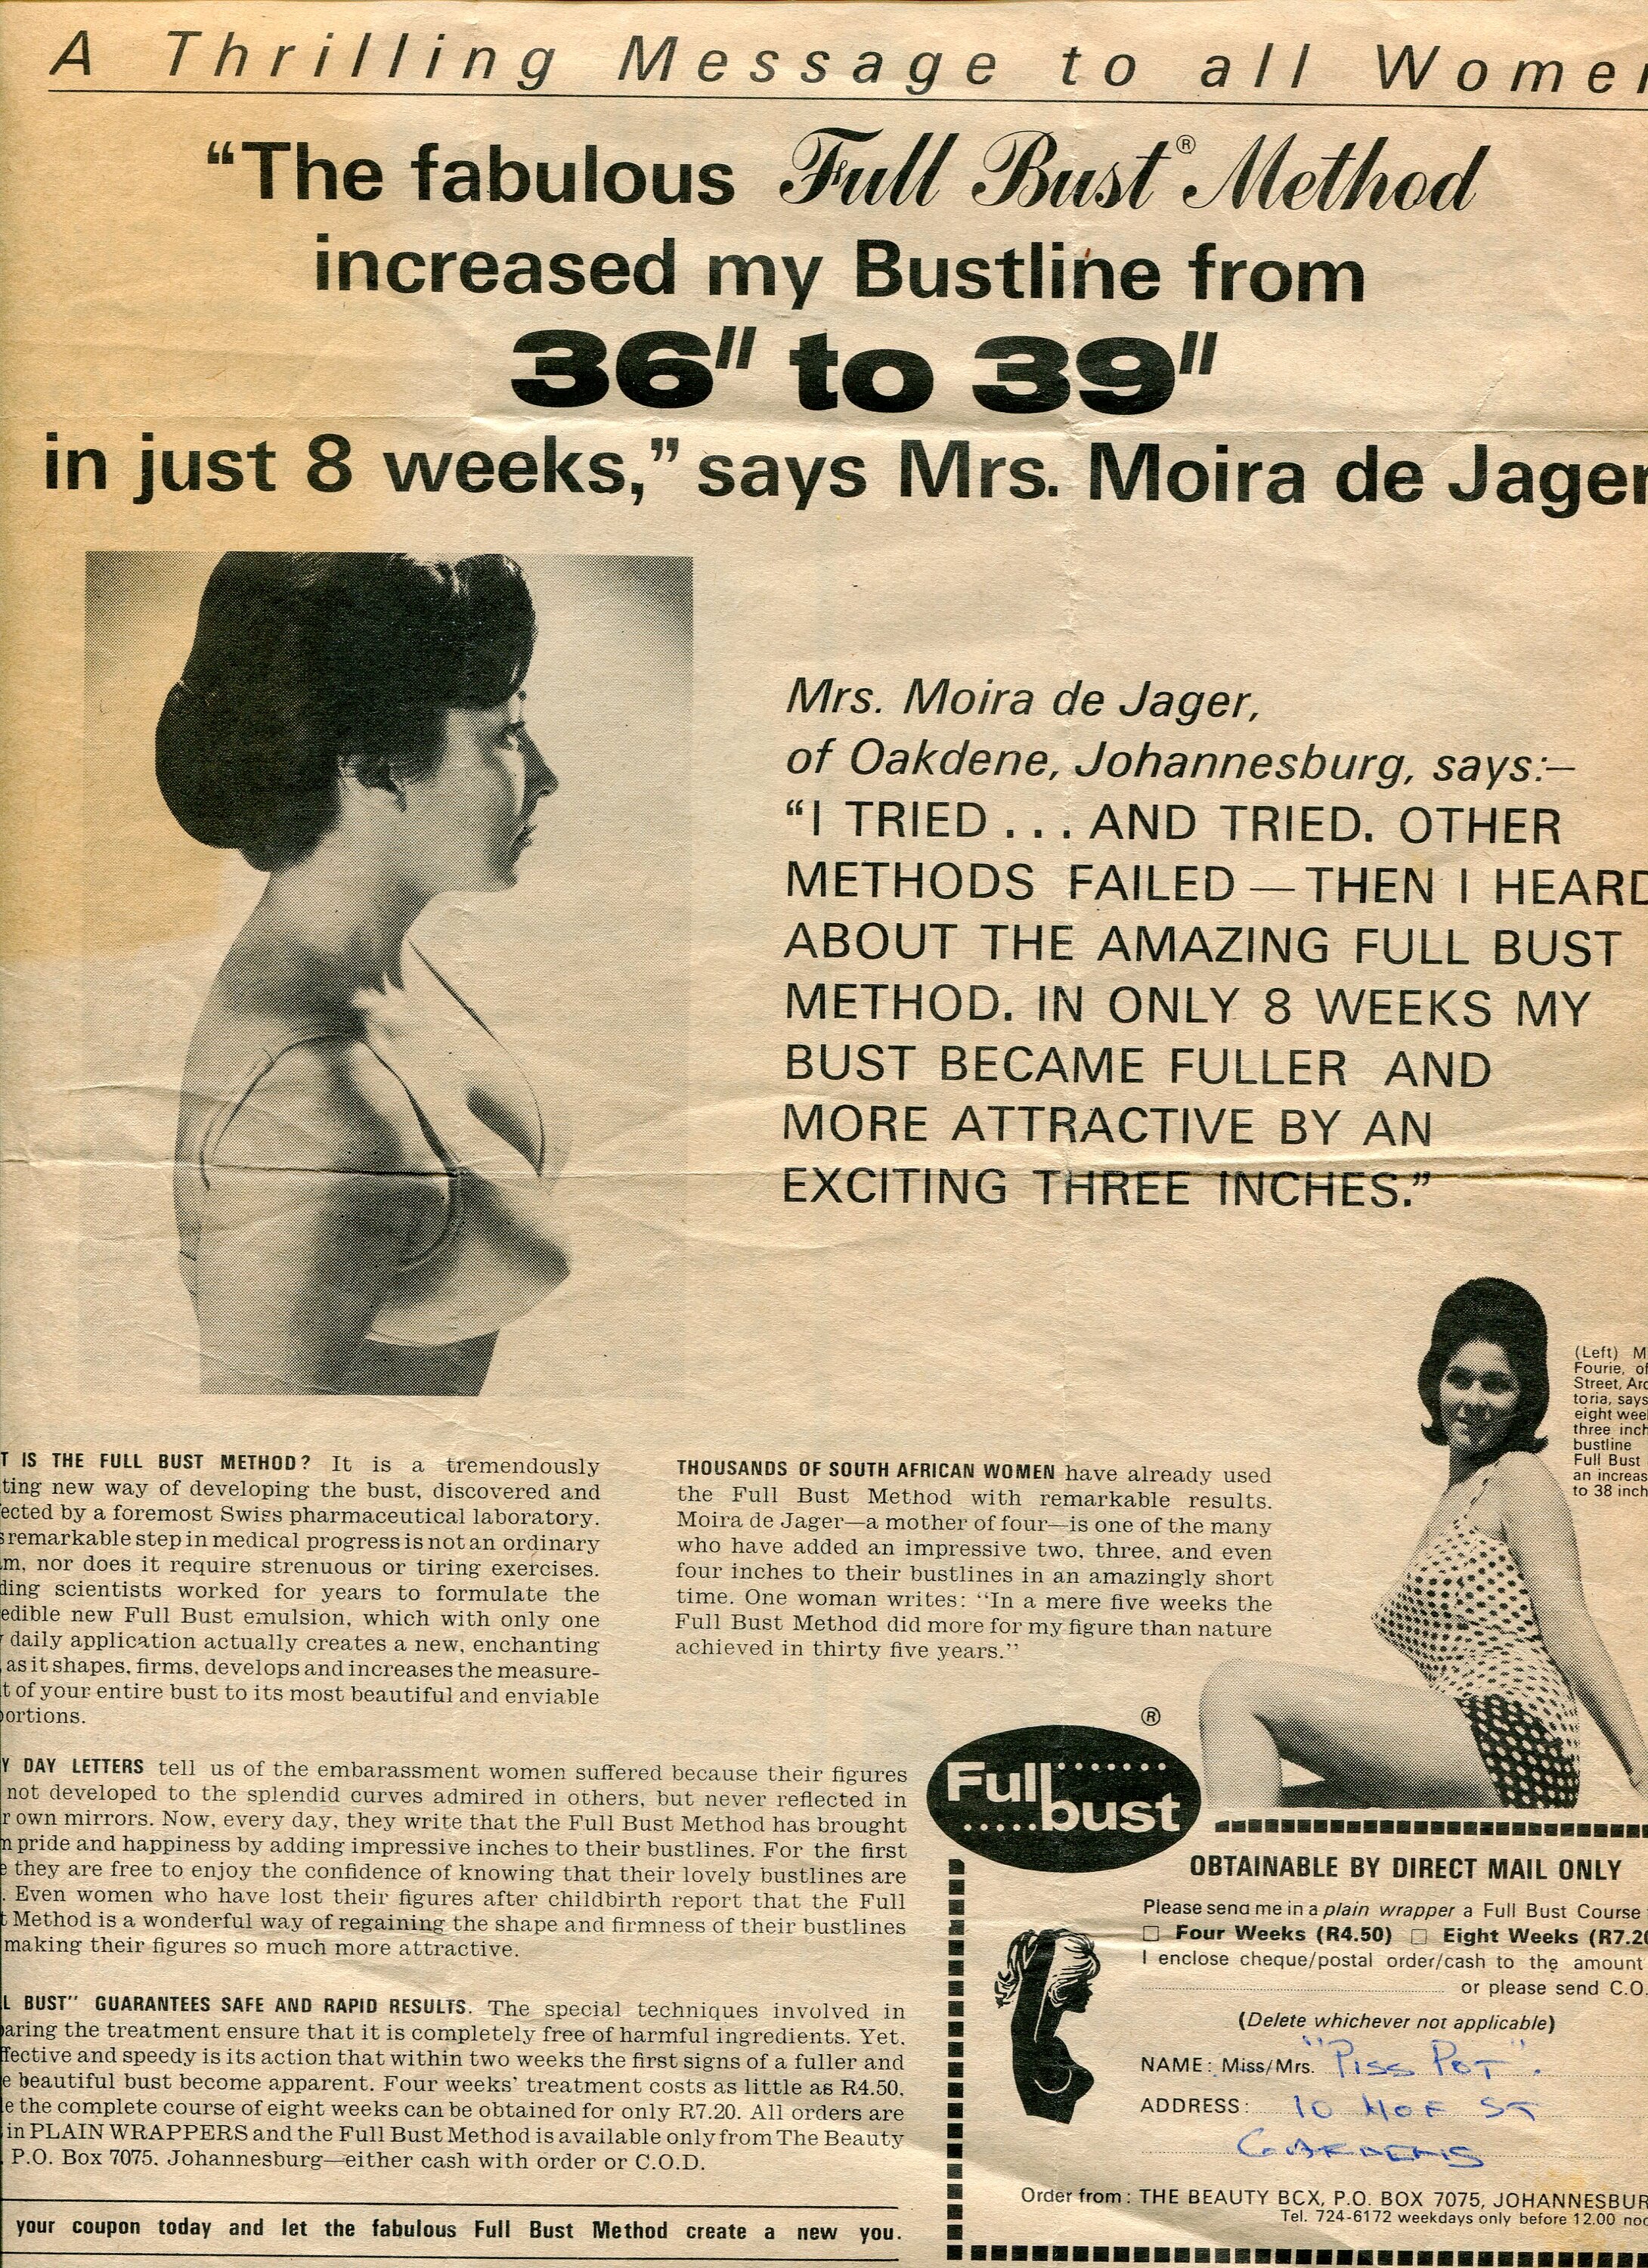 A Thrilling Message to all Women
“The fabulous Full Bust® Method
increased my Bustline from
36" to 39"
in just 8 weeks,” says Mrs. Moira de Jager
Mrs. Moira de Jager,
of Oakdene, Johannesburg, says:–
“I TRIED ... AND TRIED. OTHER
METHODS FAILED — THEN I HEARD
ABOUT THE AMAZING FULL BUST
METHOD. IN ONLY 8 WEEKS MY
BUST BECAME FULLER AND
MORE ATTRACTIVE BY AN
EXCITING THREE INCHES.”
(Left) M
Fourie, of
Street, Arc
toria, says
eight wee
three inch
bustline
Full Bust
an increas
to 38 inch
T IS THE FULL BUST METHOD? It is a tremendously
ting new way of developing the bust, discovered and
ected by a foremost Swiss pharmaceutical laboratory.
s remarkable step in medical progress is not an ordinary
m, nor does it require strenuous or tiring exercises.
ding scientists worked for years to formulate the
edible new Full Bust emulsion, which with only one
daily application actually creates a new, enchanting
as it shapes, firms, develops and increases the measure-
t of your entire bust to its most beautiful and enviable
ortions.
THOUSANDS OF SOUTH AFRICAN WOMEN have already used
the Full Bust Method with remarkable results.
Moira de Jager—a mother of four—is one of the many
who have added an impressive two, three, and even
four inches to their bustlines in an amazingly short
time. One woman writes: “In a mere five weeks the
Full Bust Method did more for my figure than nature
achieved in thirty five years.”
Y DAY LETTERS tell us of the embarassment women suffered because their figures
not developed to the splendid curves admired in others, but never reflected in
r own mirrors. Now, every day, they write that the Full Bust Method has brought
n pride and happiness by adding impressive inches to their bustlines. For the first
e they are free to enjoy the confidence of knowing that their lovely bustlines are
. Even women who have lost their figures after childbirth report that the Full
t Method is a wonderful way of regaining the shape and firmness of their bustlines
making their figures so much more attractive.
L BUST” GUARANTEES SAFE AND RAPID RESULTS. The special techniques involved in
aring the treatment ensure that it is completely free of harmful ingredients. Yet,
ffective and speedy is its action that within two weeks the first signs of a fuller and
e beautiful bust become apparent. Four weeks’ treatment costs as little as R4.50,
e the complete course of eight weeks can be obtained for only R7.20. All orders are
in PLAIN WRAPPERS and the Full Bust Method is available only from The Beauty
. P.O. Box 7075, Johannesburg—either cash with order or C.O.D.
your coupon today and let the fabulous Full Bust Method create a new you.
®
Full
bust
OBTAINABLE BY DIRECT MAIL ONLY
Please send me in a plain wrapper a Full Bust Course
□ Four Weeks (R4.50) □ Eight Weeks (R7.20
I enclose cheque/postal order/cash to the amount
or please send C.O.
(Delete whichever not applicable)
NAME: Miss/Mrs. "PISS POT".
ADDRESS: 10 HOF ST
GARDENS
Order from: THE BEAUTY BOX, P.O. BOX 7075, JOHANNESBUR
Tel. 724-6172 weekdays only before 12.00 noo